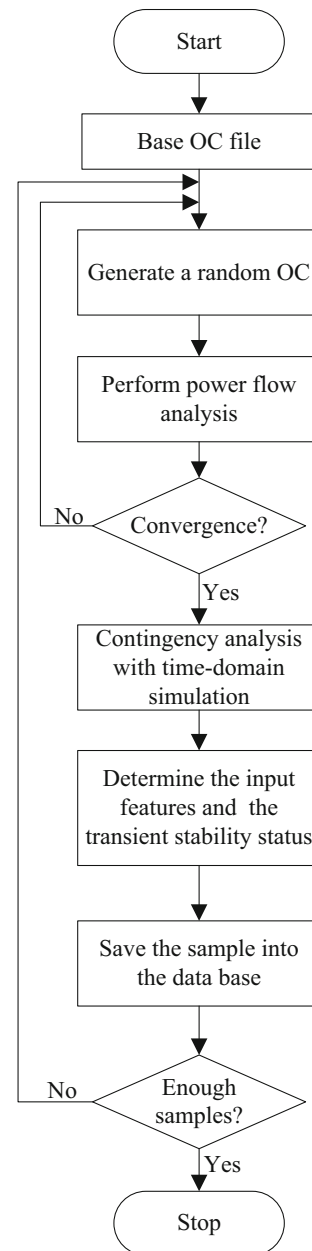 Start
Base OC file
Generate a random OC
Perform power flow
analysis
No
Convergence?
Yes
Contingency analysis
with time-domain
simulation
Determine the input
features and the
transient stability status
Save the sample into
the data base
No
Enough
samples?
Yes
Stop